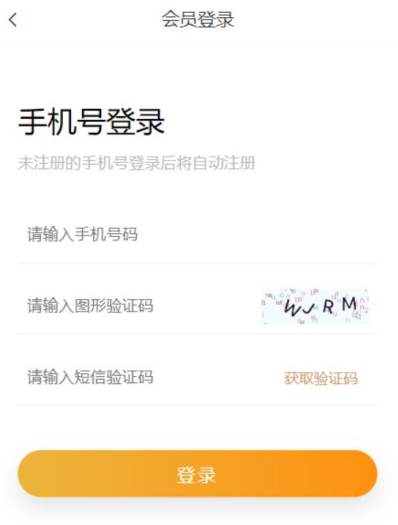 会员登录
手机号登录
未注册的手机号登录后将自动注册
请输入手机号码
请输入图形验证码
请输入短信验证码 获取验证码
登录